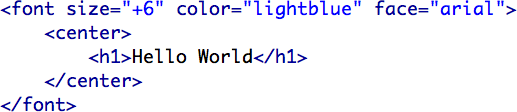 <font size="+6" color="lightblue" face="arial">
    <center>
        <h1>Hello World</h1>
    </center>
</font>